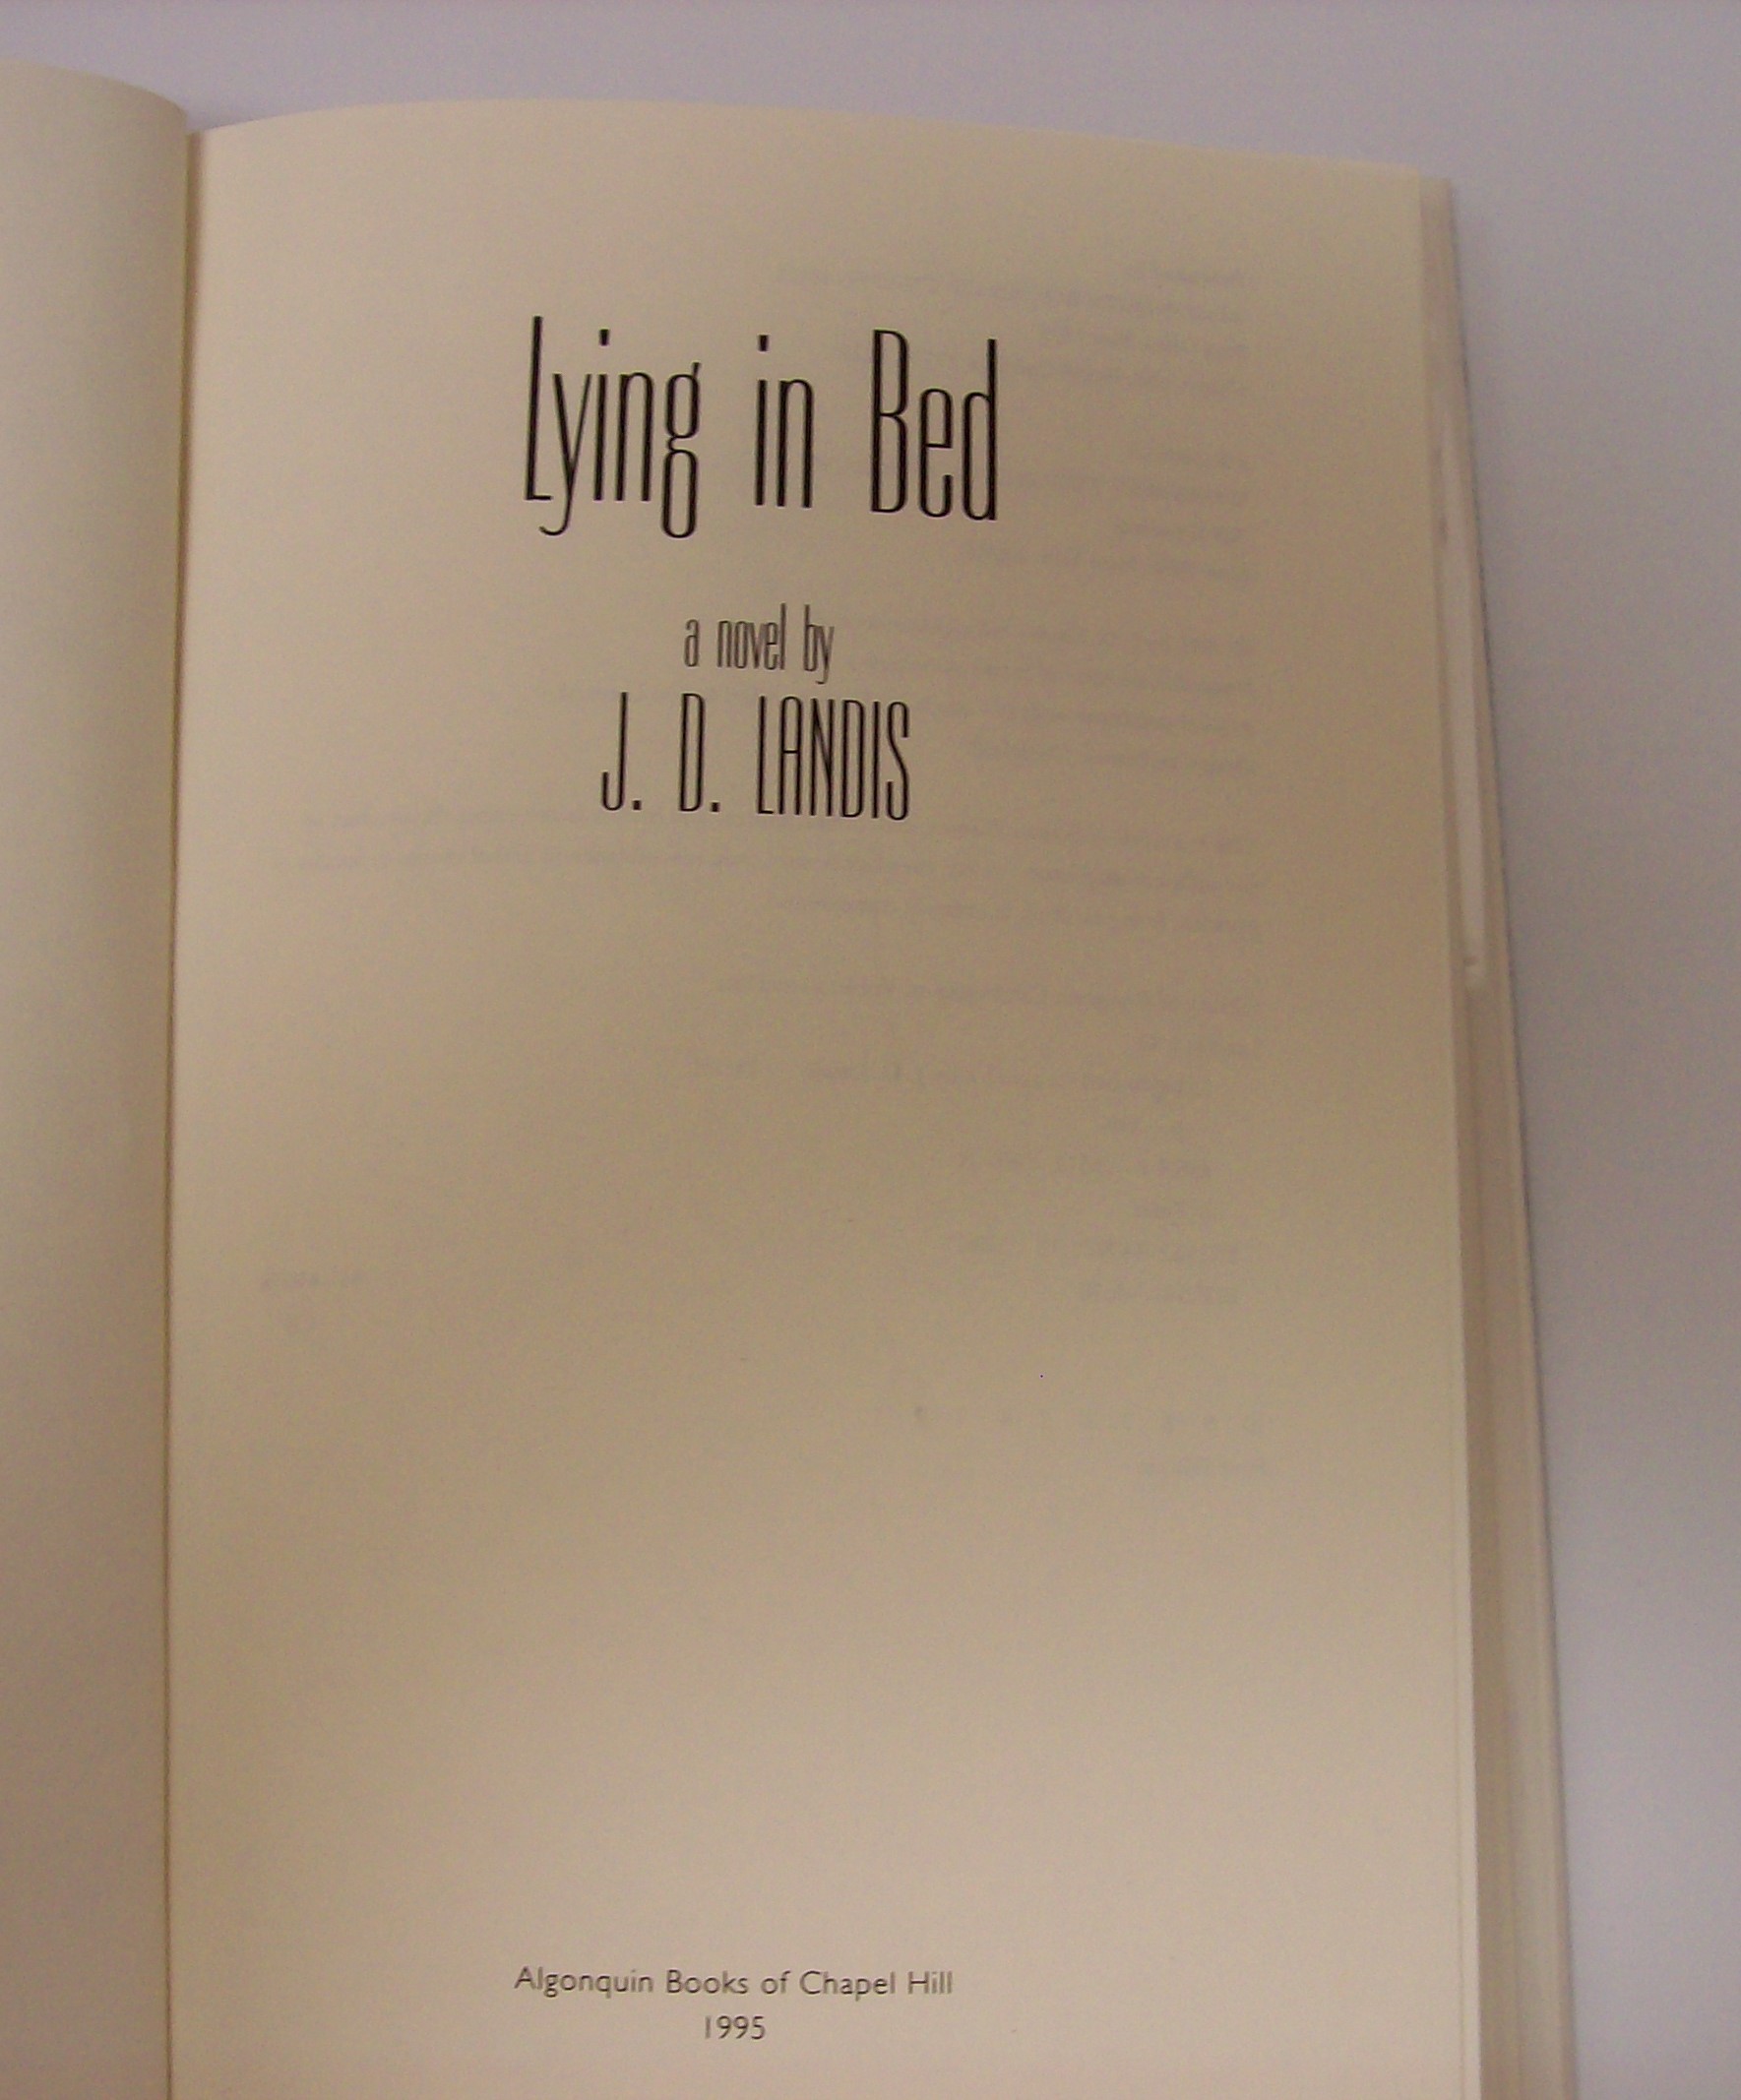 Lying in Bed
a novel by
J. D. LANDIS
Algonquin Books of Chapel Hill
1995